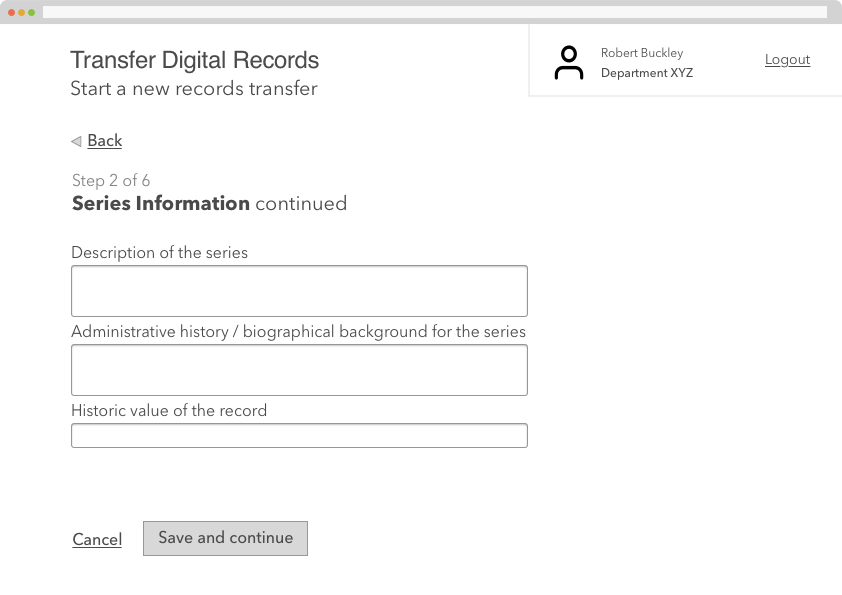 Transfer Digital Records
Start a new records transfer
Robert Buckley
Department XYZ
Logout
Back
Step 2 of 6
Series Information continued
Description of the series
Administrative history / biographical background for the series
Historic value of the record
Cancel
Save and continue